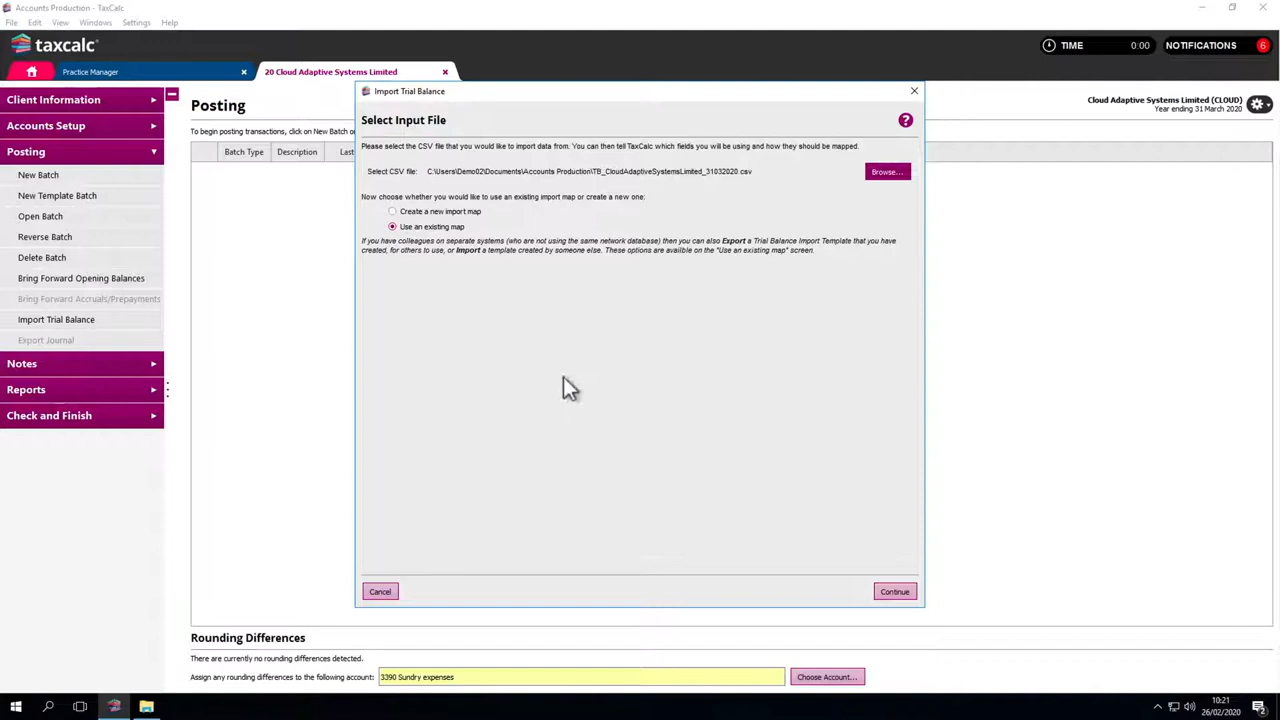 Accounts Production - TaxCalc
File Edit View Windows Settings Help
taxcalc
TIME 0:00 NOTIFICATIONS 6
Practice Manager
20 Cloud Adaptive Systems Limited
Client Information
Accounts Setup
Posting
New Batch
New Template Batch
Open Batch
Reverse Batch
Delete Batch
Bring Forward Opening Balances
Bring Forward Accruals/Prepayments
Import Trial Balance
Export Journal
Notes
Reports
Check and Finish
Posting
Cloud Adaptive Systems Limited (CLOUD)
Year ending 31 March 2020
To begin posting transactions, click on New Batch or
Batch Type Description Last
Import Trial Balance
Select Input File
?
Please select the CSV file that you would like to import data from. You can then tell TaxCalc which fields you will be using and how they should be mapped.
Select CSV file: C:\Users\Demo02\Documents\Accounts Production\TB_CloudAdaptiveSystemsLimited_31032020.csv Browse...
Now choose whether you would like to use an existing import map or create a new one:
Create a new import map
Use an existing map
If you have colleagues on separate systems (who are not using the same network database) then you can also Export a Trial Balance Import Template that you have
created, for others to use, or Import a template created by someone else. These options are availble on the "Use an existing map" screen.
Cancel Continue
Rounding Differences
There are currently no rounding differences detected.
Assign any rounding differences to the following account: 3390 Sundry expenses Choose Account...
10:21
26/02/2020
2